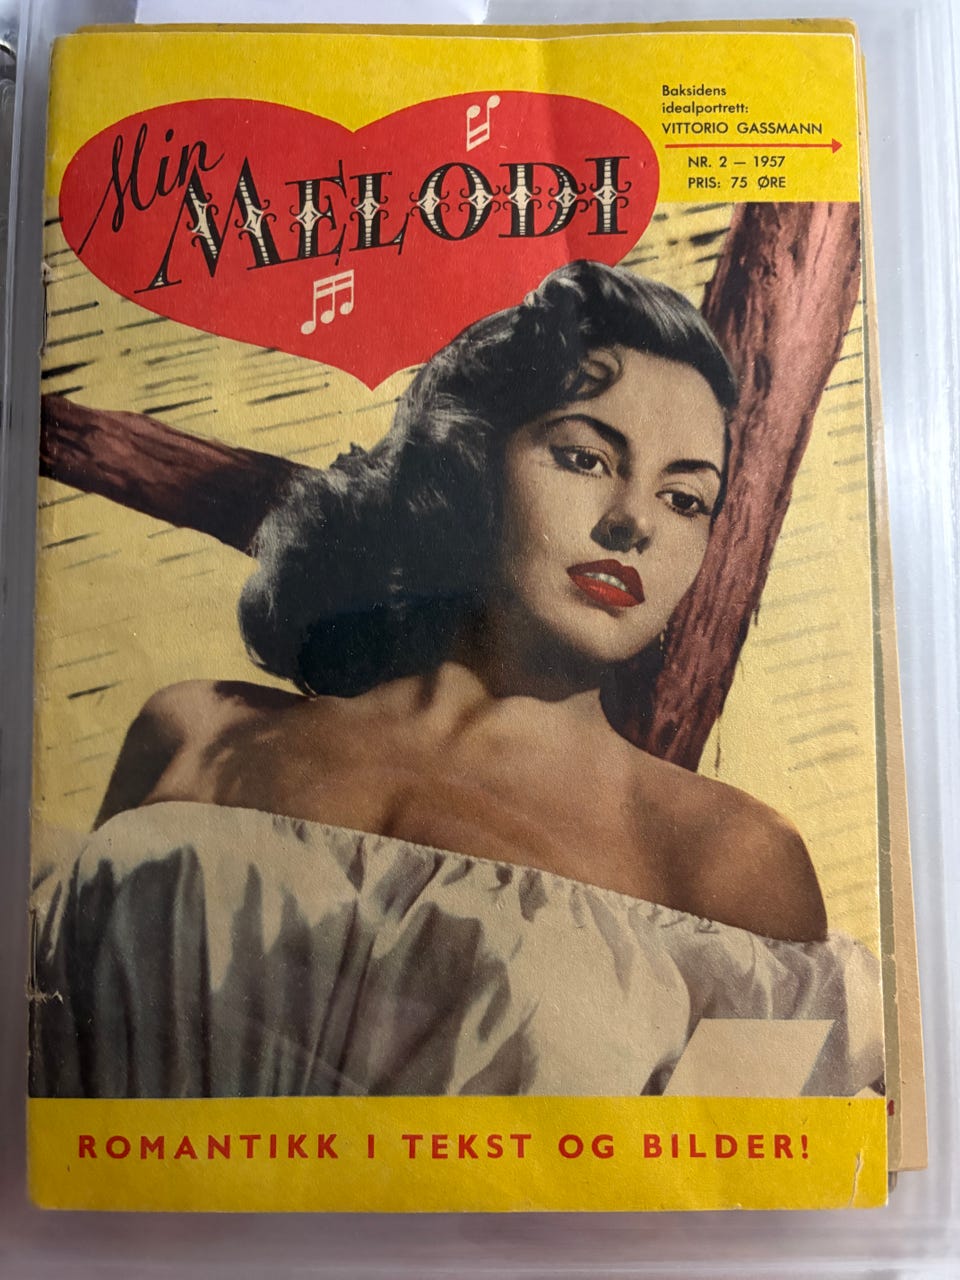 Min
MELODI
Baksidens
idealportrett:
VITTORIO GASSMANN
NR. 2 — 1957
PRIS: 75 ØRE
ROMANTIKK I TEKST OG BILDER!